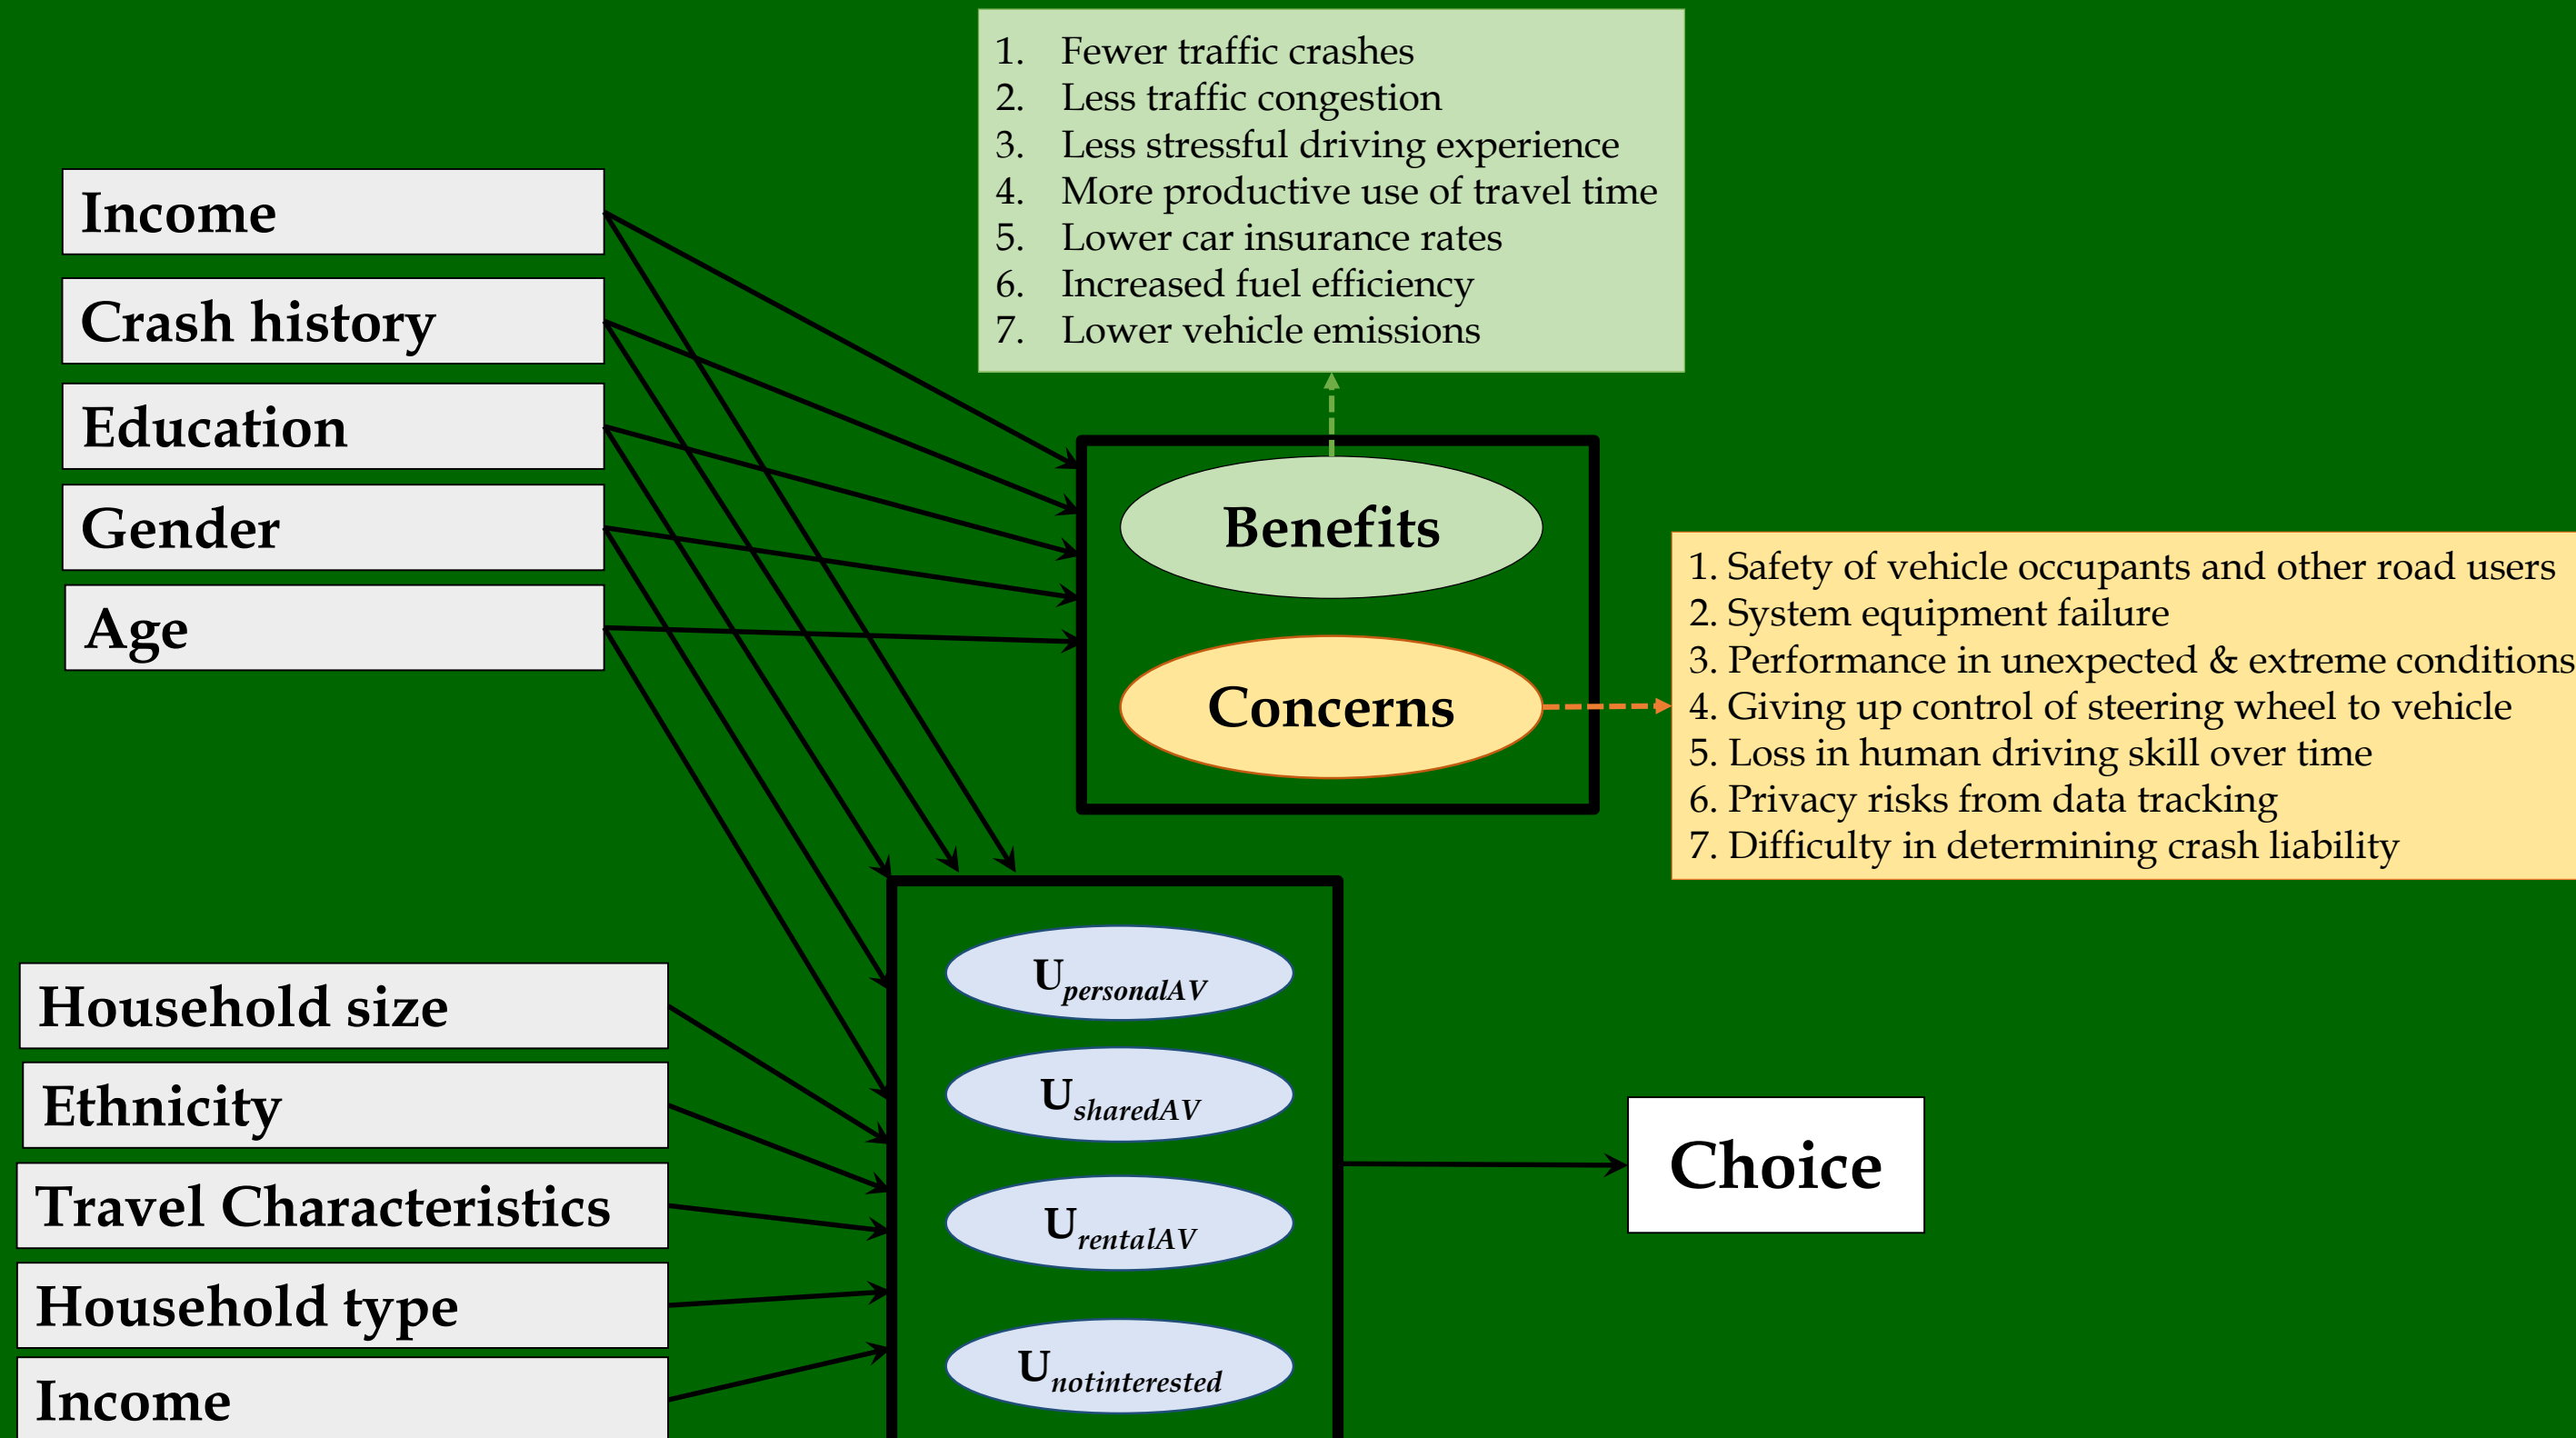 1. Fewer traffic crashes
2. Less traffic congestion
3. Less stressful driving experience
4. More productive use of travel time
5. Lower car insurance rates
6. Increased fuel efficiency
7. Lower vehicle emissions
Income
Crash history
Education
Gender
Age
Benefits
Concerns
1. Safety of vehicle occupants and other road users
2. System equipment failure
3. Performance in unexpected & extreme conditions
4. Giving up control of steering wheel to vehicle
5. Loss in human driving skill over time
6. Privacy risks from data tracking
7. Difficulty in determining crash liability
Household size
Ethnicity
Travel Characteristics
Household type
Income
UpersonalAV
UsharedAV
UrentalAV
Unotinterested
Choice